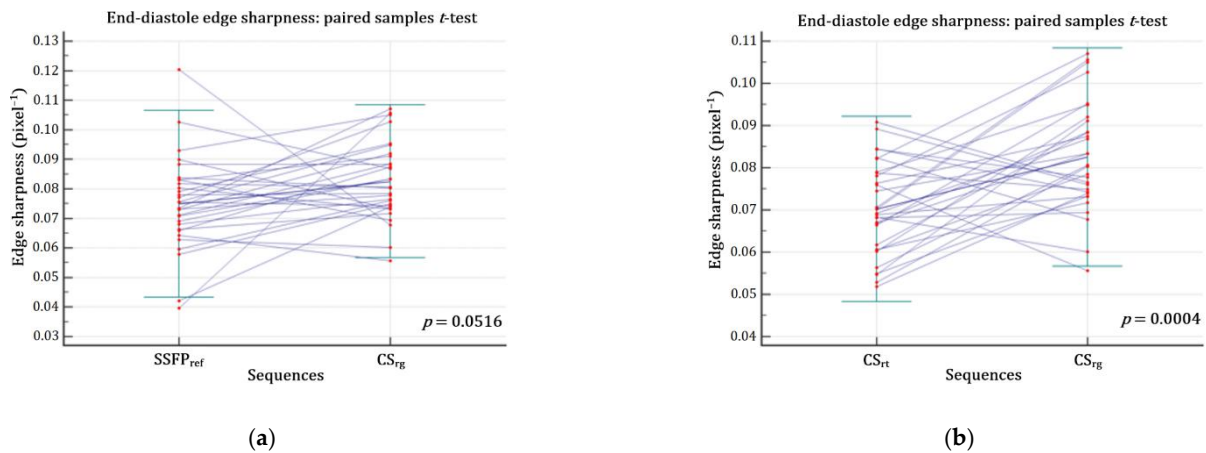 End-diastole edge sharpness: paired samples t-test
0.13
0.12
0.11
0.10
0.09
0.08
0.07
0.06
0.05
0.04
0.03
Edge sharpness (pixel⁻¹)
p = 0.0516
SSFPref
CSrg
Sequences
(a)
End-diastole edge sharpness: paired samples t-test
0.11
0.10
0.09
0.08
0.07
0.06
0.05
0.04
Edge sharpness (pixel⁻¹)
p = 0.0004
CSrt
CSrg
Sequences
(b)